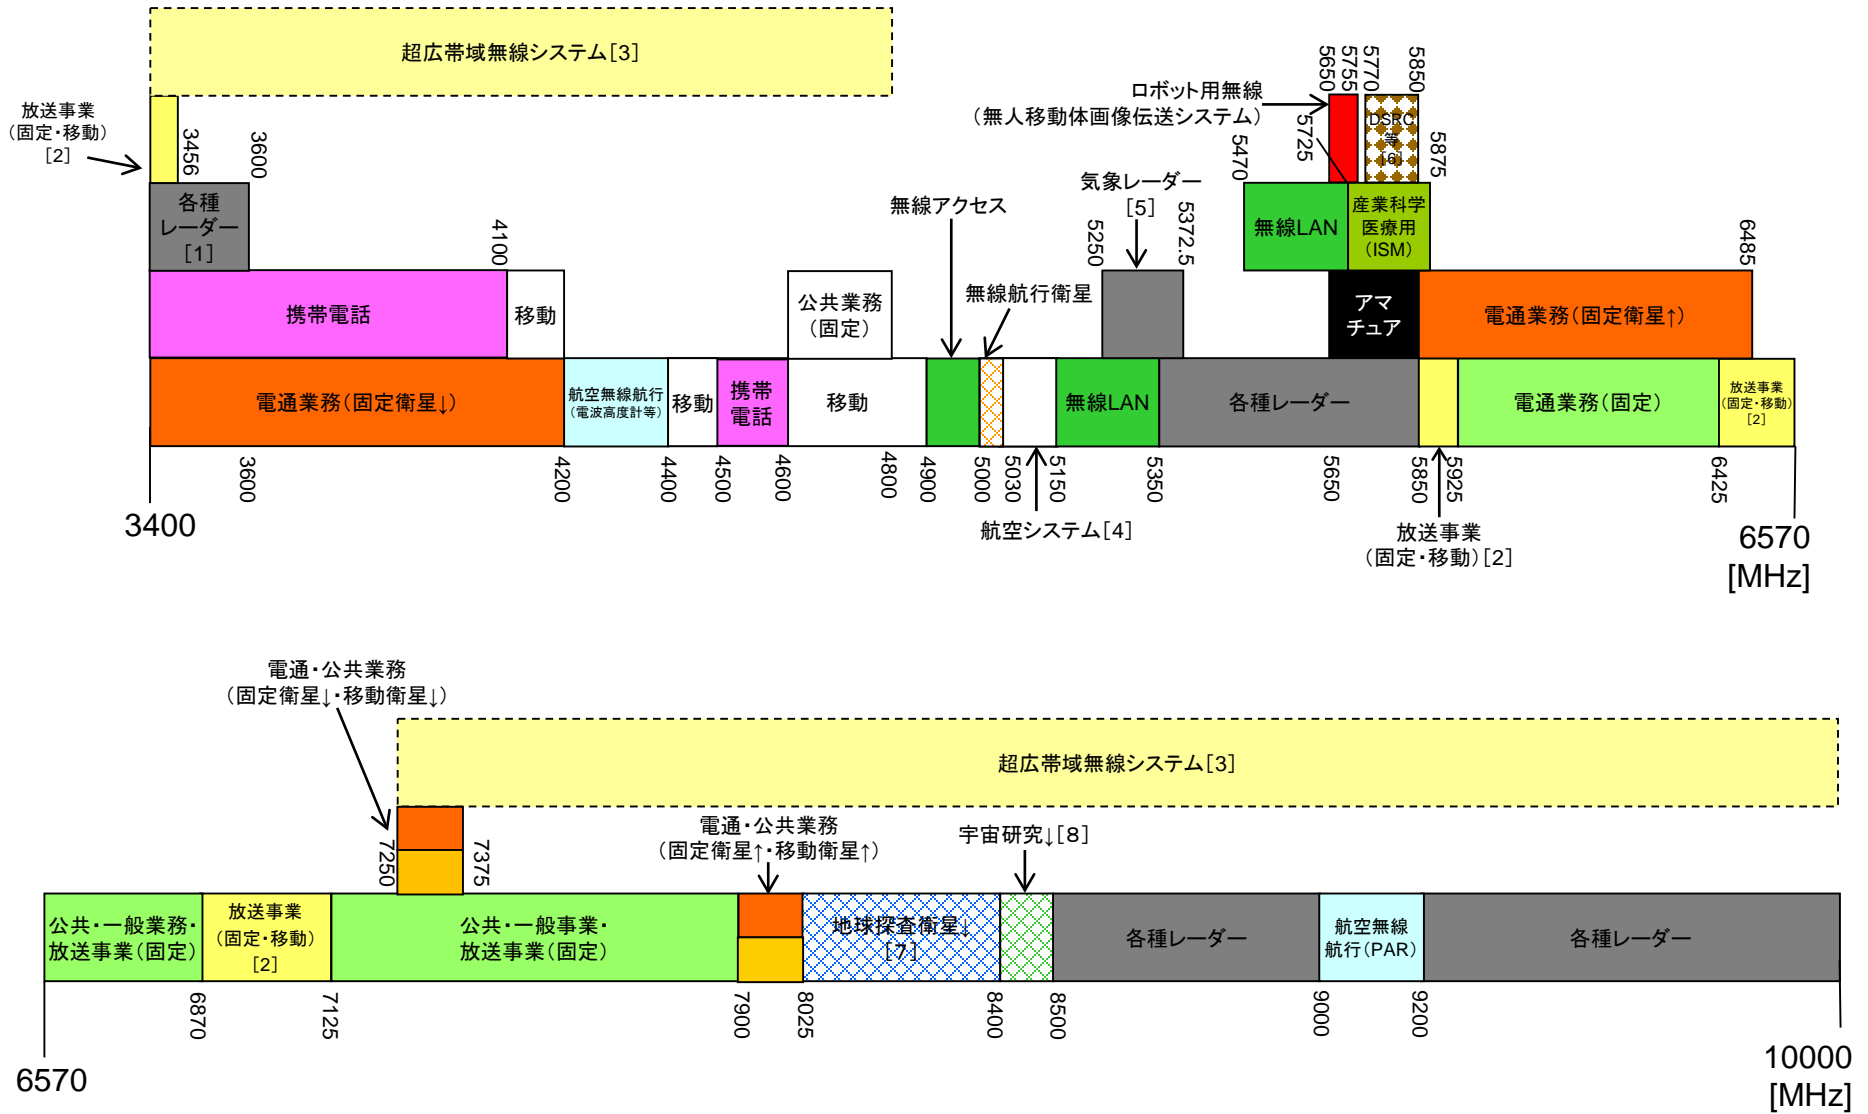 超広帯域無線システム[3]
放送事業
(固定・移動)
[2]
3456
3600
各種
レーダー
[1]
4100
携帯電話
移動
公共業務
(固定)
無線アクセス
無線航行衛星
気象レーダー
[5]
5250
5372.5
ロボット用無線
(無人移動体画像伝送システム)
5650
5755
5770
5850
5470
5725
5875
DSRC
等
[6]
無線LAN
産業科学
医療用
(ISM)
6485
アマ
チュア
電通業務(固定衛星↑)
電通業務(固定衛星↓)
航空無線航行
(電波高度計等)
移動
携帯
電話
移動
無線LAN
各種レーダー
電通業務(固定)
放送事業
(固定・移動)
[2]
3600
4200
4400
4500
4600
4800
4900
5000
5030
5150
5350
5650
5850
5925
6425
3400
航空システム[4]
放送事業
(固定・移動)[2]
6570
[MHz]
電通・公共業務
(固定衛星↓・移動衛星↓)
超広帯域無線システム[3]
7250
7375
電通・公共業務
(固定衛星↑・移動衛星↑)
宇宙研究↓[8]
公共・一般業務・
放送事業(固定)
放送事業
(固定・移動)
[2]
公共・一般事業・
放送事業(固定)
地球探査衛星↓
[7]
各種レーダー
航空無線
航行(PAR)
各種レーダー
6870
7125
7900
8025
8400
8500
9000
9200
6570
10000
[MHz]